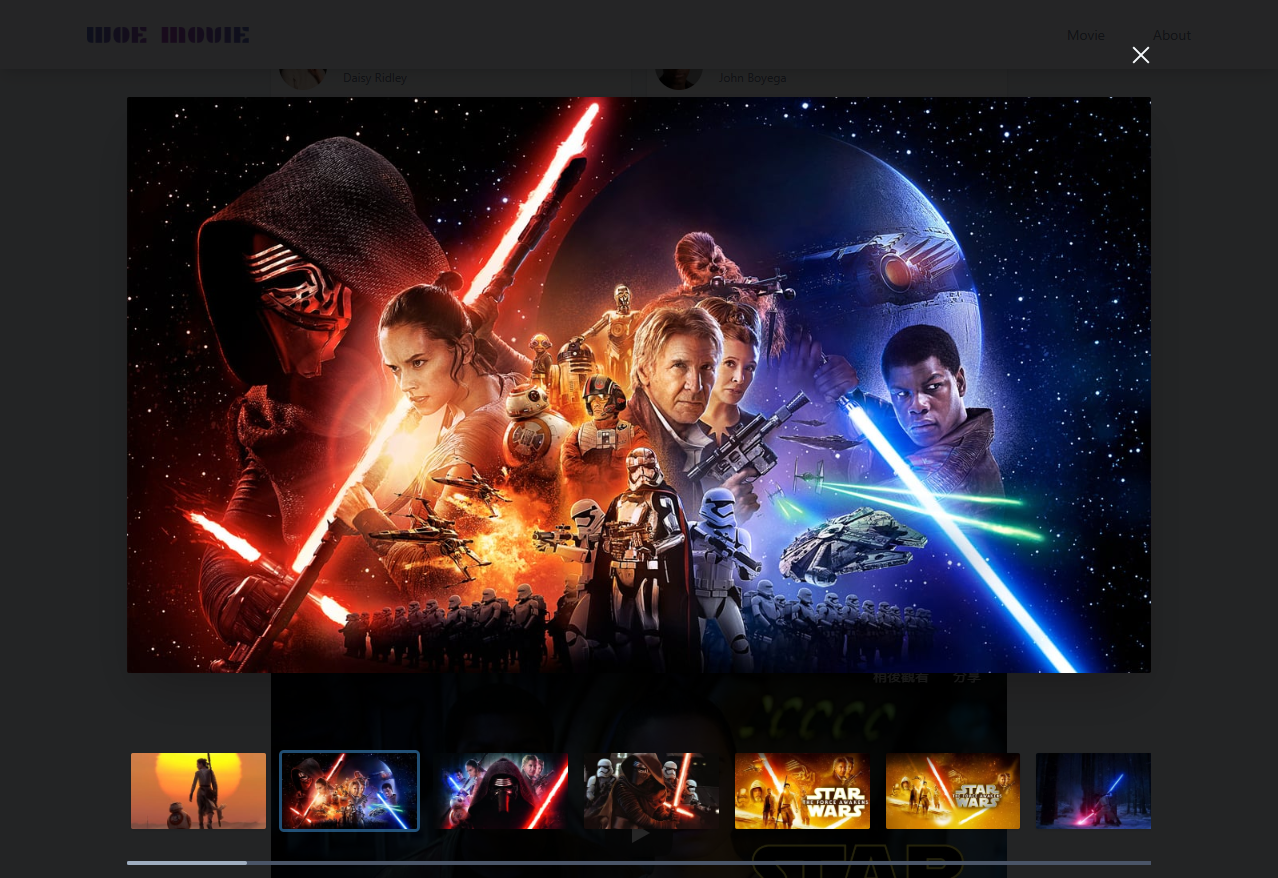 WOE MOVIE
Movie
About
Daisy Ridley
John Boyega
稍後觀看
分享
STAR
THE FORCE AWAKENS
WARS
STAR
WARS
STAR